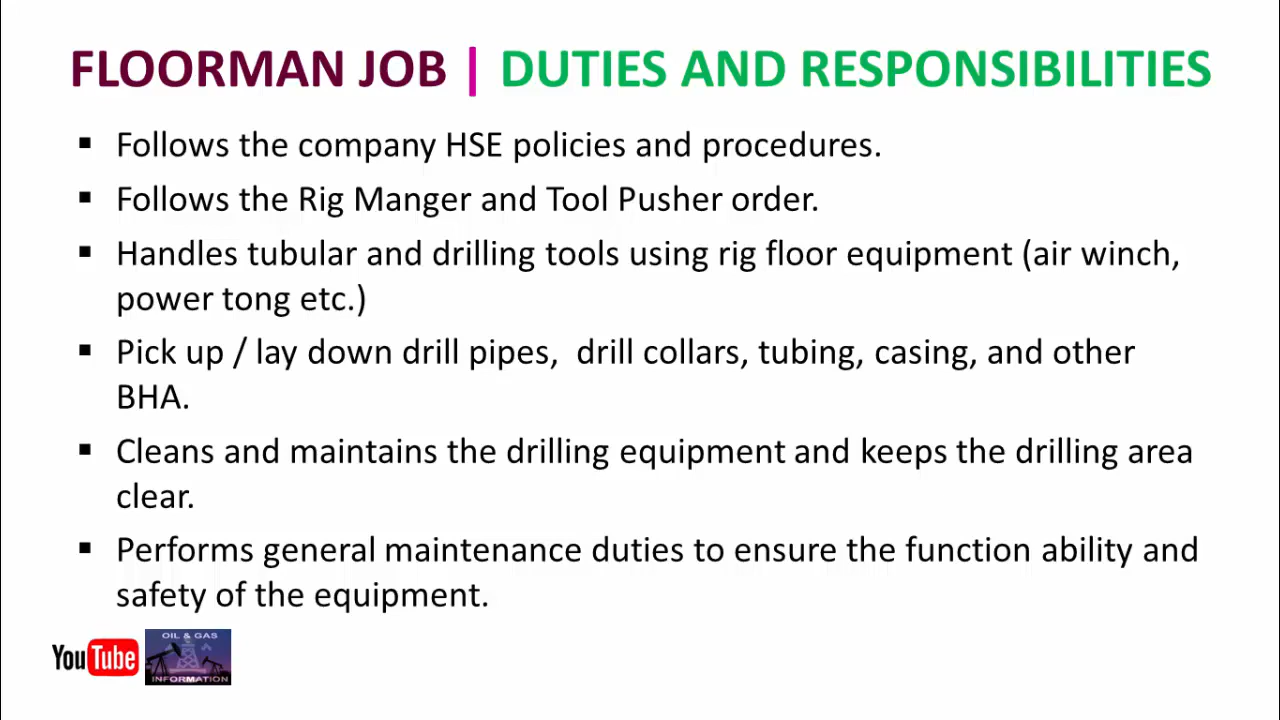 FLOORMAN JOB | DUTIES AND RESPONSIBILITIES
▪ Follows the company HSE policies and procedures.
▪ Follows the Rig Manger and Tool Pusher order.
▪ Handles tubular and drilling tools using rig floor equipment (air winch,
power tong etc.)
▪ Pick up / lay down drill pipes,  drill collars, tubing, casing, and other
BHA.
▪ Cleans and maintains the drilling equipment and keeps the drilling area
clear.
▪ Performs general maintenance duties to ensure the function ability and
safety of the equipment.
YouTube
OIL & GAS
INFORMATION